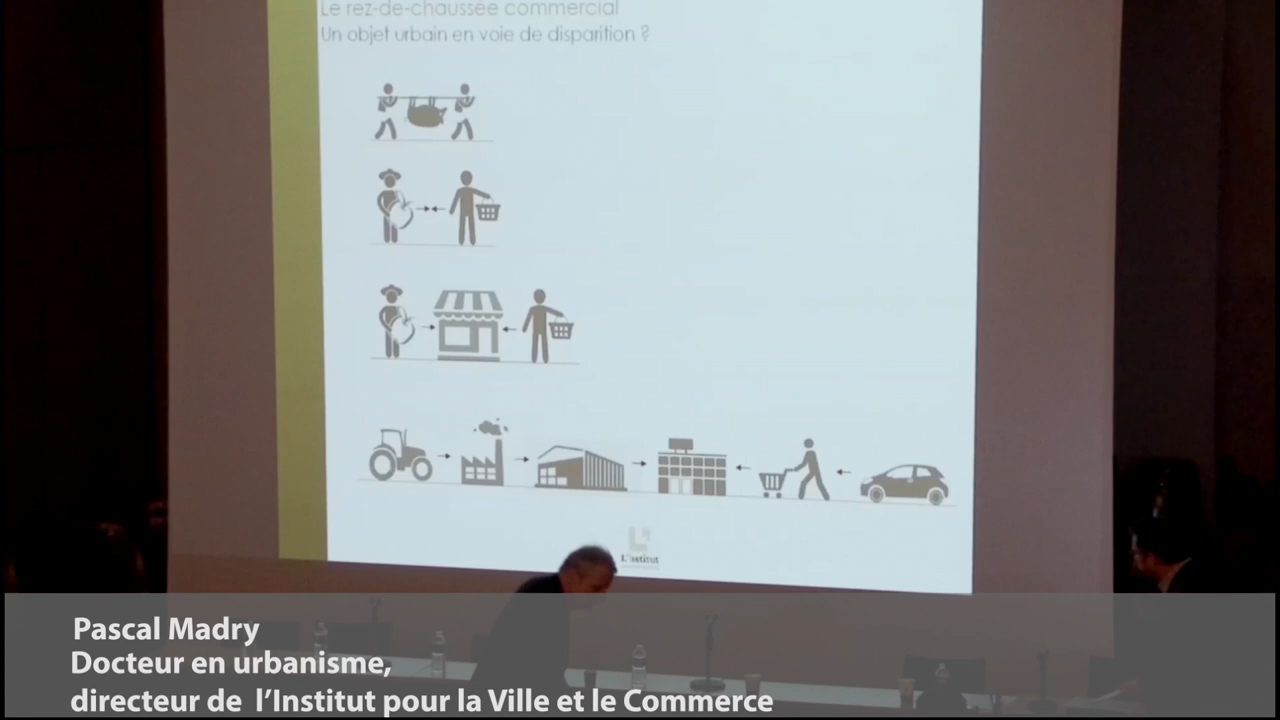 Le rez-de-chaussée commercial
Un objet urbain en voie de disparition ?
L'institut
Pascal Madry
Docteur en urbanisme,
directeur de l'Institut pour la Ville et le Commerce